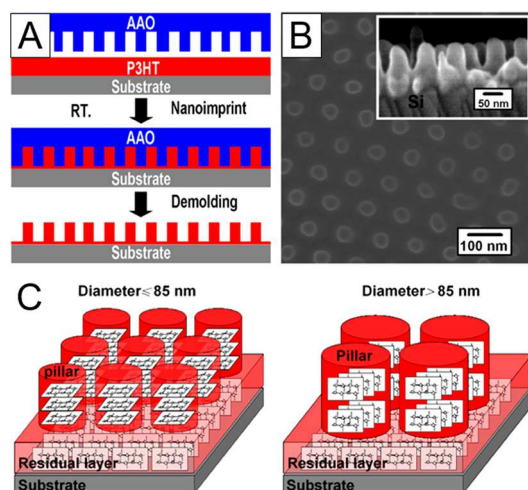 A
AAO
P3HT
Substrate
RT.
Nanoimprint
AAO
Substrate
Demolding
Substrate
B
Si
50 nm
100 nm
C
Diameter≤ 85 nm
Diameter> 85 nm
pillar
Pillar
Residual layer
Residual layer
Substrate
Substrate